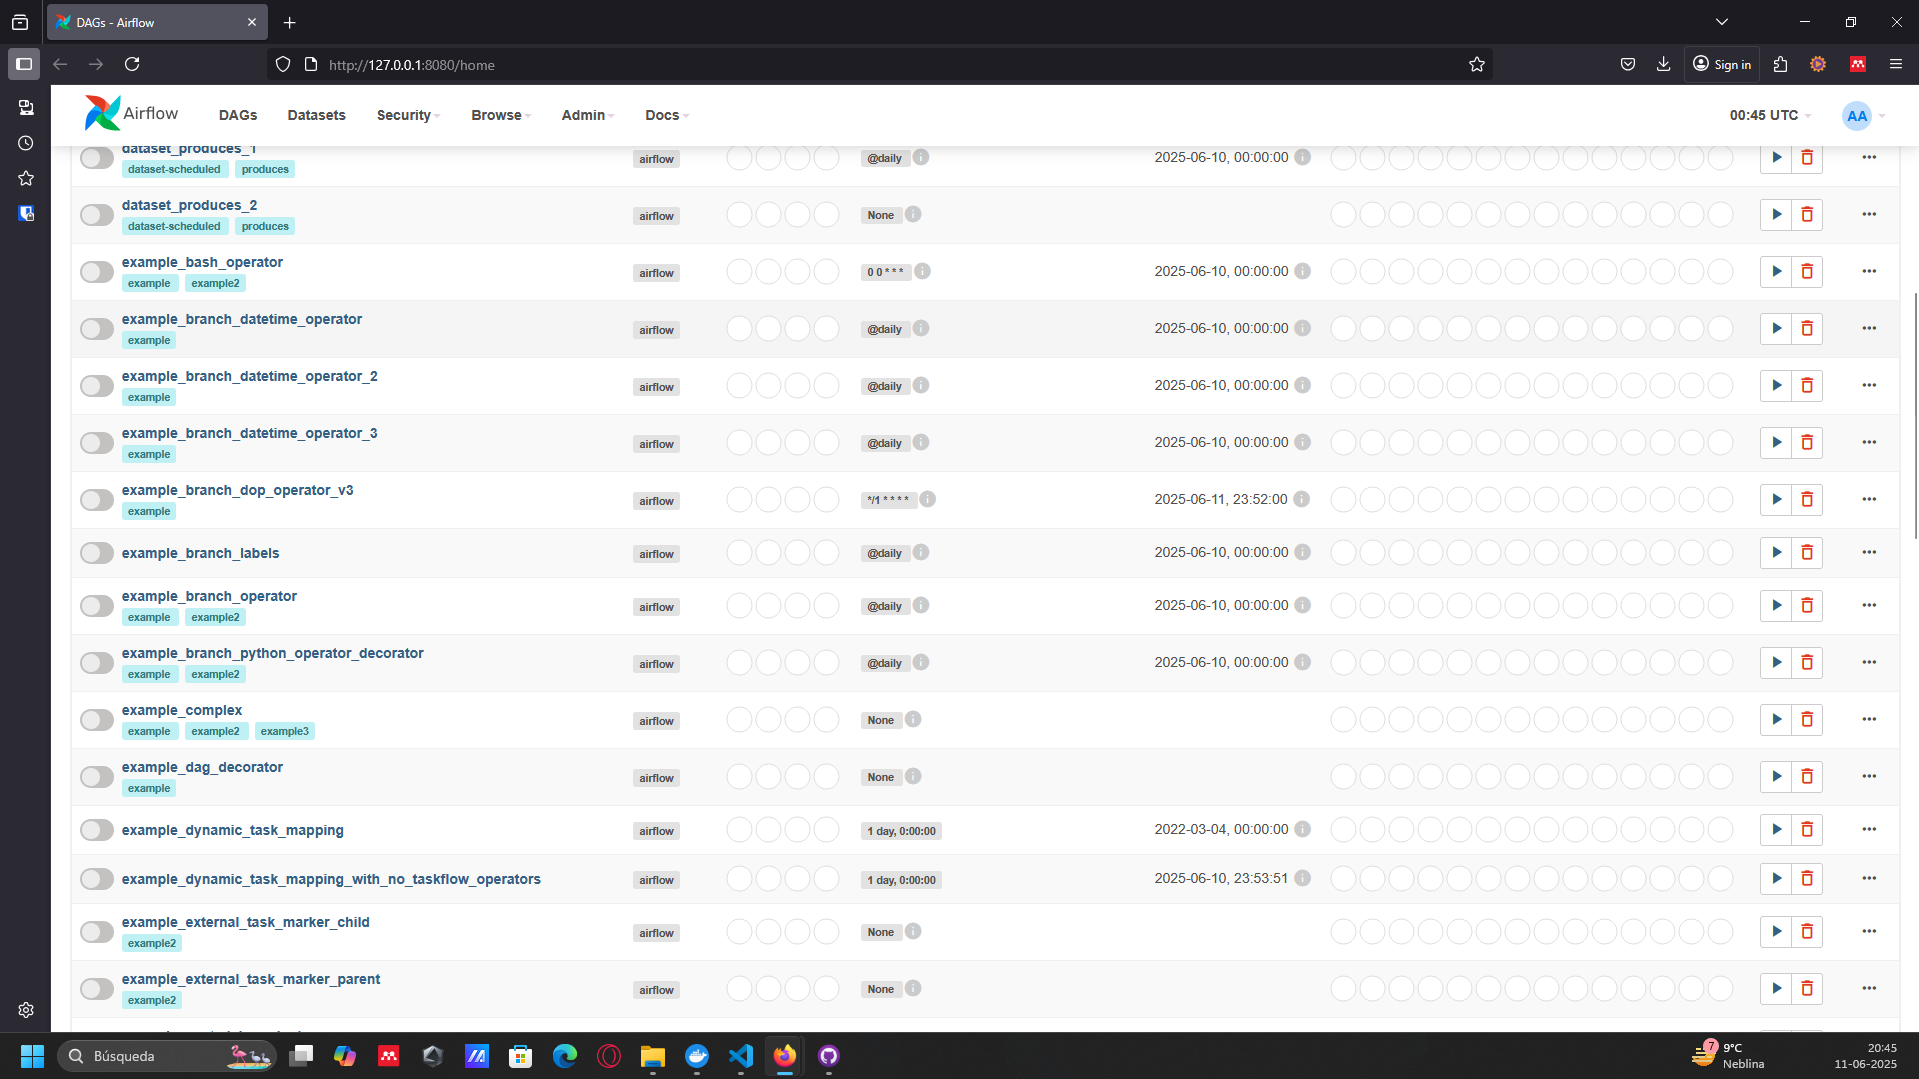 DAGs - Airflow
http://127.0.0.1:8080/home
Sign in
Airflow DAGs Datasets Security Browse Admin Docs 00:45 UTC AA
dataset_produces_1 airflow @daily 2025-06-10, 00:00:00
dataset-scheduled produces
dataset_produces_2 airflow None
dataset-scheduled produces
example_bash_operator airflow 0 0 * * * 2025-06-10, 00:00:00
example example2
example_branch_datetime_operator airflow @daily 2025-06-10, 00:00:00
example
example_branch_datetime_operator_2 airflow @daily 2025-06-10, 00:00:00
example
example_branch_datetime_operator_3 airflow @daily 2025-06-10, 00:00:00
example
example_branch_dop_operator_v3 airflow */1 * * * * 2025-06-11, 23:52:00
example
example_branch_labels airflow @daily 2025-06-10, 00:00:00
example_branch_operator airflow @daily 2025-06-10, 00:00:00
example example2
example_branch_python_operator_decorator airflow @daily 2025-06-10, 00:00:00
example example2
example_complex airflow None
example example2 example3
example_dag_decorator airflow None
example
example_dynamic_task_mapping airflow 1 day, 0:00:00 2022-03-04, 00:00:00
example_dynamic_task_mapping_with_no_taskflow_operators airflow 1 day, 0:00:00 2025-06-10, 23:53:51
example_external_task_marker_child airflow None
example2
example_external_task_marker_parent airflow None
example2
Búsqueda
7
9°C
Neblina
20:45
11-06-2025